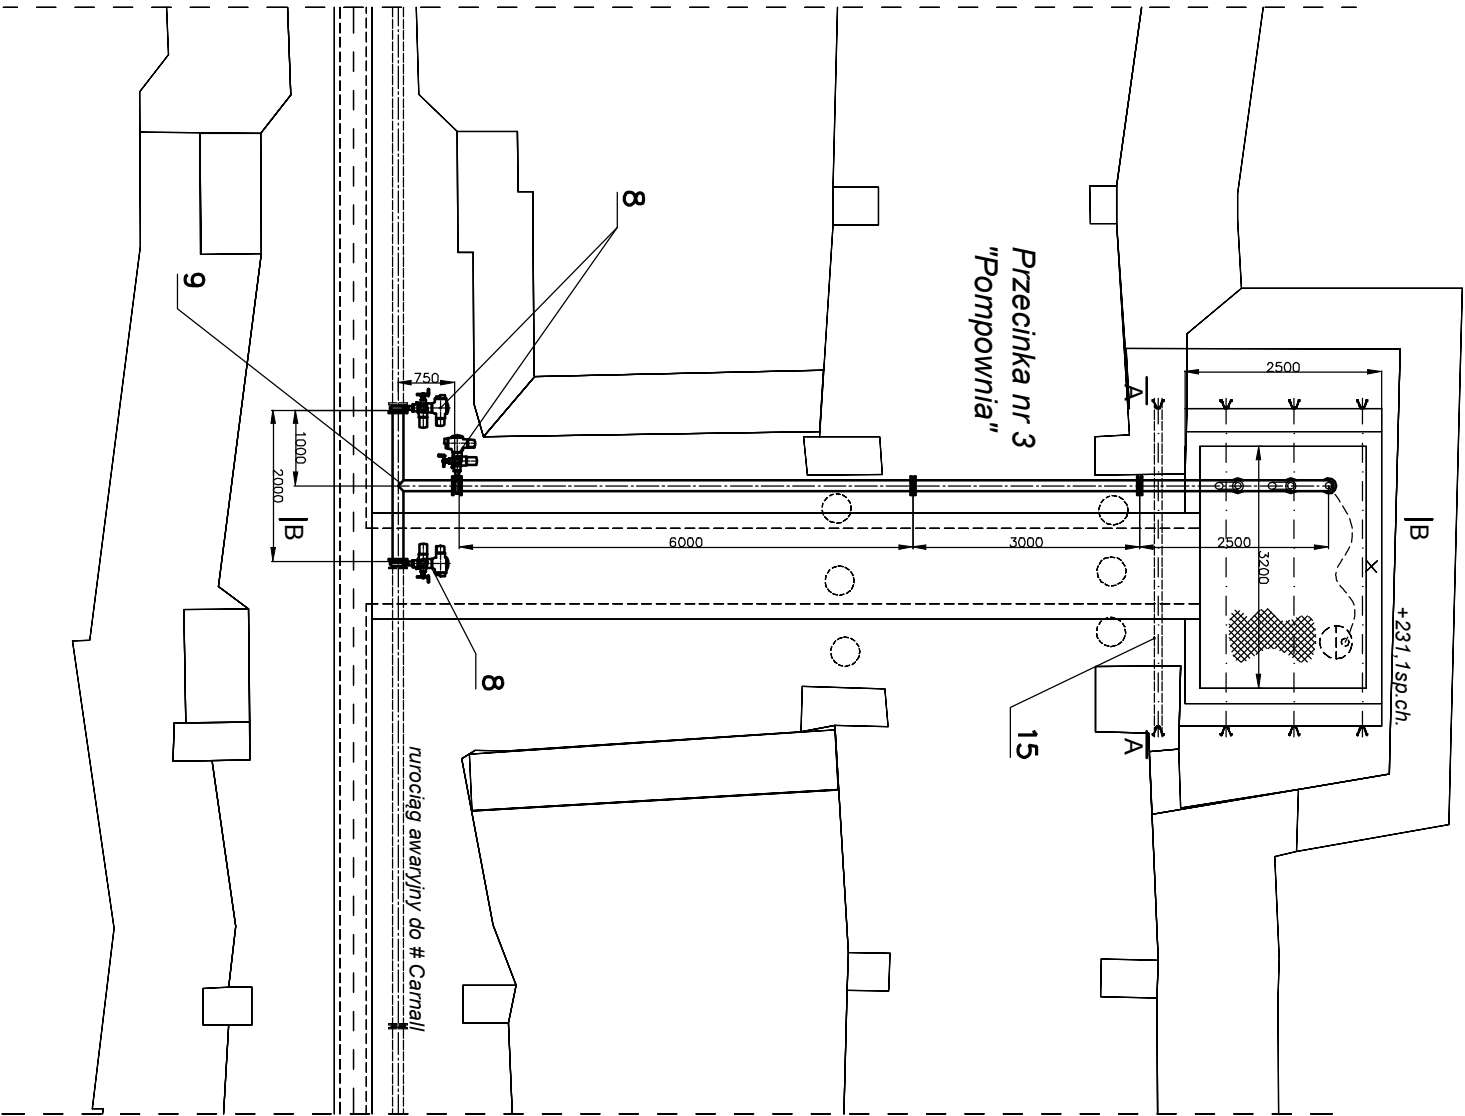 8
9
Przecinka nr 3
"Pompownia"
A
2500
750
1000
2000
B
6000
3000
2500
3200
B
+231,1sp.ch.
8
15
A
rurociąg awaryjny do # Carnall